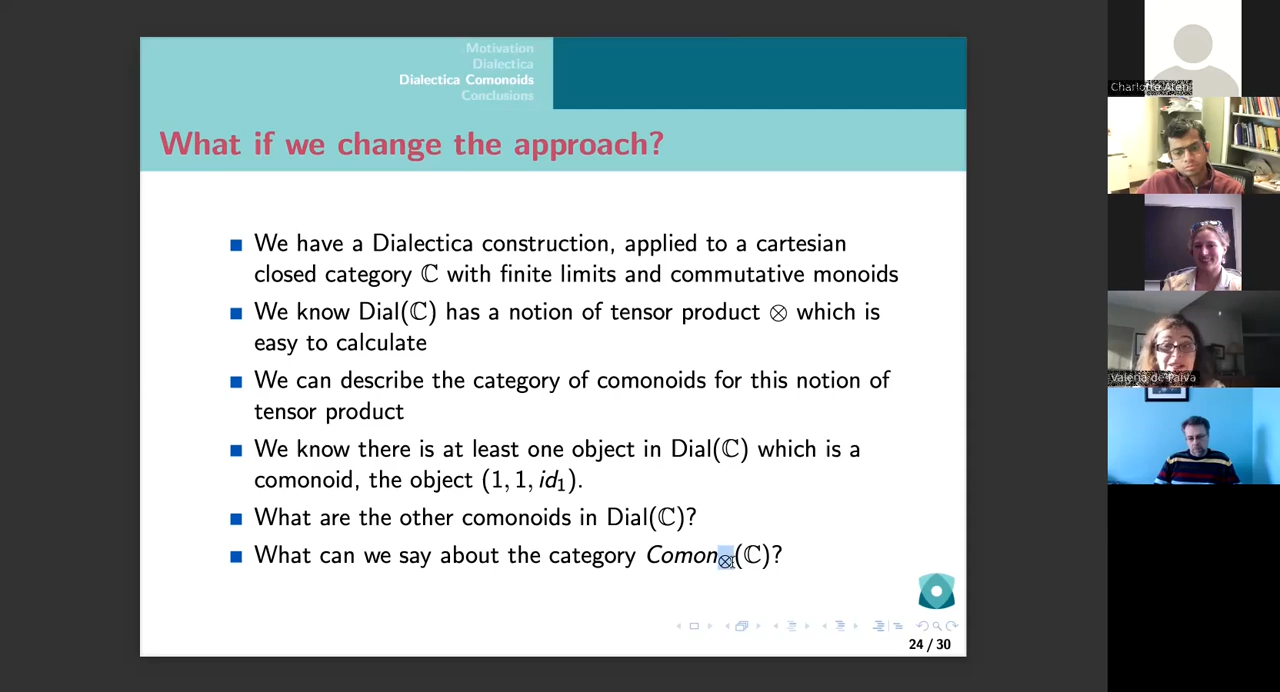 Motivation
Dialectica
Dialectica Comonoids
Conclusions
What if we change the approach?
We have a Dialectica construction, applied to a cartesian
closed category ℂ with finite limits and commutative monoids
We know Dial(ℂ) has a notion of tensor product ⊗ which is
easy to calculate
We can describe the category of comonoids for this notion of
tensor product
We know there is at least one object in Dial(ℂ) which is a
comonoid, the object (1, 1, id₁).
What are the other comonoids in Dial(ℂ)?
What can we say about the category Comon⊗(ℂ)?
24 / 30
Charlotte Aten
Valeria de Paiva